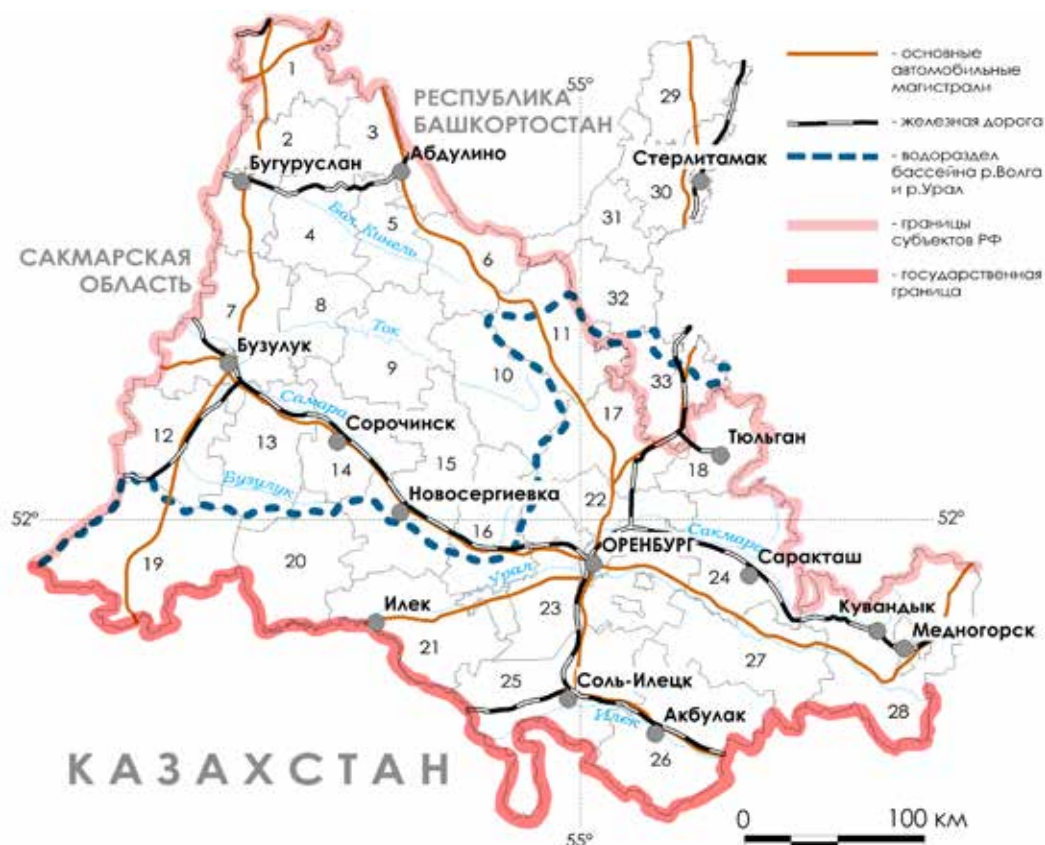 - основные
автомобильные
магистрали
- железная дорога
- водораздел
бассейна р.Волга
и р.Урал
- границы
субъектов РФ
- государственная
граница
55°
1
29
РЕСПУБЛИКА
БАШКОРТОСТАН
2
3
Абдулино
Стерлитамак
Бугуруслан
30
31
Бол. Кинель
5
4
САКМАРСКАЯ
ОБЛАСТЬ
6
32
8
7
Ток
11
Бузулук
9
10
33
Самара
17
Сорочинск
12
13
Тюльган
14
15
18
Бузулук
Новосергиевка
22
52°
16
Сакмара
52°
ОРЕНБУРГ
20
Саракташ
19
Урал
24
Илек
23
Кувандык
Медногорск
21
27
25
Соль-Илецк
28
Илек
Акбулак
26
КАЗАХСТАН
0
100 км
55°